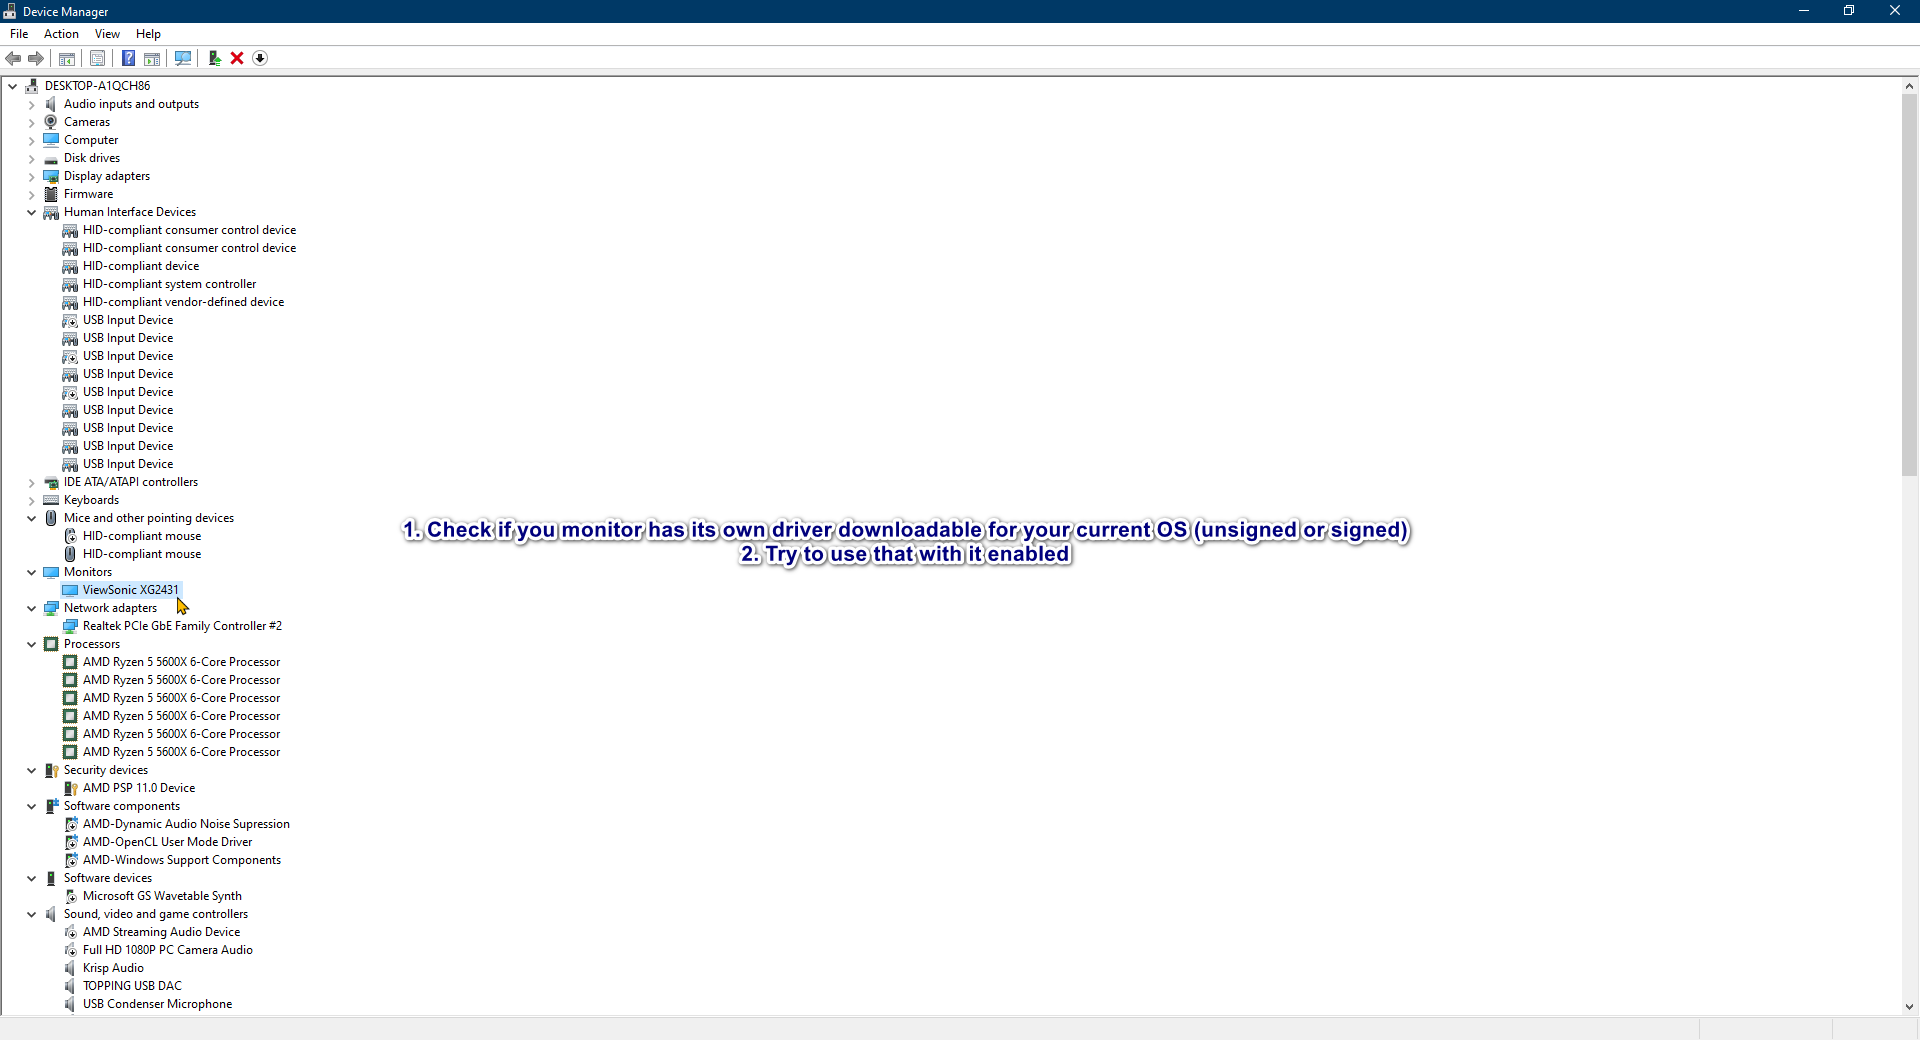 Device Manager
File Action View Help
DESKTOP-A1QCH86
Audio inputs and outputs
Cameras
Computer
Disk drives
Display adapters
Firmware
Human Interface Devices
HID-compliant consumer control device
HID-compliant consumer control device
HID-compliant device
HID-compliant system controller
HID-compliant vendor-defined device
USB Input Device
USB Input Device
USB Input Device
USB Input Device
USB Input Device
USB Input Device
USB Input Device
USB Input Device
USB Input Device
IDE ATA/ATAPI controllers
Keyboards
Mice and other pointing devices
HID-compliant mouse
HID-compliant mouse
Monitors
ViewSonic XG2431
Network adapters
Realtek PCIe GbE Family Controller #2
Processors
AMD Ryzen 5 5600X 6-Core Processor
AMD Ryzen 5 5600X 6-Core Processor
AMD Ryzen 5 5600X 6-Core Processor
AMD Ryzen 5 5600X 6-Core Processor
AMD Ryzen 5 5600X 6-Core Processor
AMD Ryzen 5 5600X 6-Core Processor
Security devices
AMD PSP 11.0 Device
Software components
AMD-Dynamic Audio Noise Supression
AMD-OpenCL User Mode Driver
AMD-Windows Support Components
Software devices
Microsoft GS Wavetable Synth
Sound, video and game controllers
AMD Streaming Audio Device
Full HD 1080P PC Camera Audio
Krisp Audio
TOPPING USB DAC
USB Condenser Microphone
1. Check if you monitor has its own driver downloadable for your current OS (unsigned or signed)
2. Try to use that with it enabled